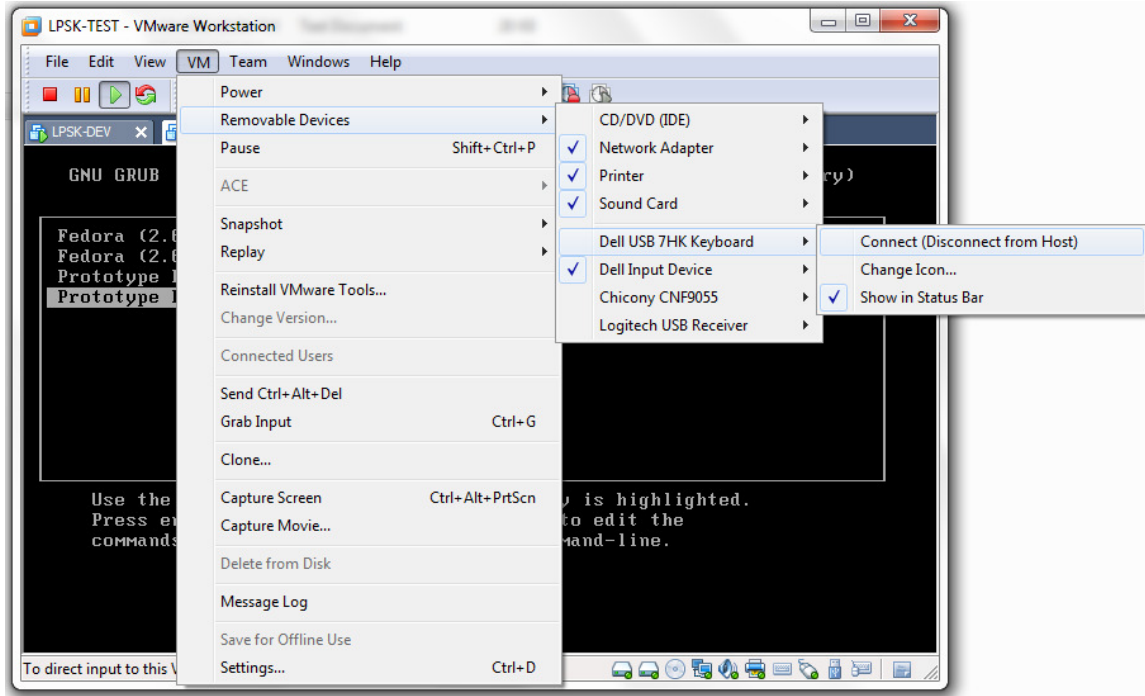 LPSK-TEST - VMware Workstation
File Edit View VM Team Windows Help
LPSK-DEV
GNU GRUB
ry)
Fedora (2.6
Fedora (2.6
Prototype
Prototype
Use the
Press en
commands
y is highlighted.
to edit the
mand-line.
To direct input to this V
Power
Removable Devices
Pause Shift+Ctrl+P
ACE
Snapshot
Replay
Reinstall VMware Tools...
Change Version...
Connected Users
Send Ctrl+Alt+Del
Grab Input Ctrl+G
Clone...
Capture Screen Ctrl+Alt+PrtScn
Capture Movie...
Delete from Disk
Message Log
Save for Offline Use
Settings... Ctrl+D
CD/DVD (IDE)
Network Adapter
Printer
Sound Card
Dell USB 7HK Keyboard
Dell Input Device
Chicony CNF9055
Logitech USB Receiver
Connect (Disconnect from Host)
Change Icon...
Show in Status Bar